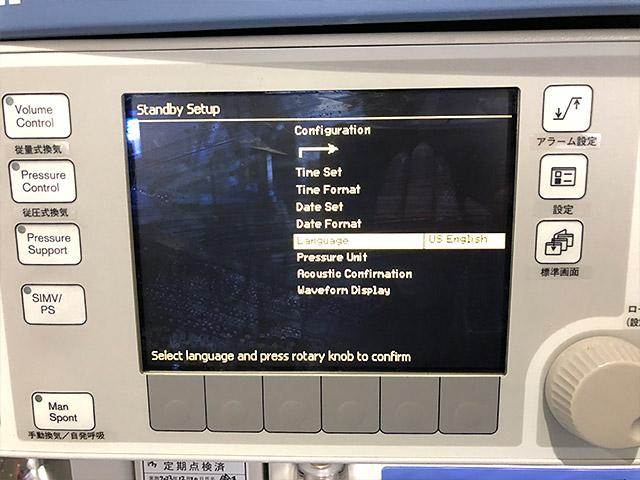 Standby Setup
Configuration
Time Set
Time Format
Date Set
Date Format
Language US English
Pressure Unit
Acoustic Confirmation
Waveform Display
Select language and press rotary knob to confirm
Volume
Control
従量式換気
Pressure
Control
従圧式換気
Pressure
Support
SIMV/
PS
Man
Spont
手動換気/自発呼吸
アラーム設定
設定
標準画面
ロー
(設
定期点検済